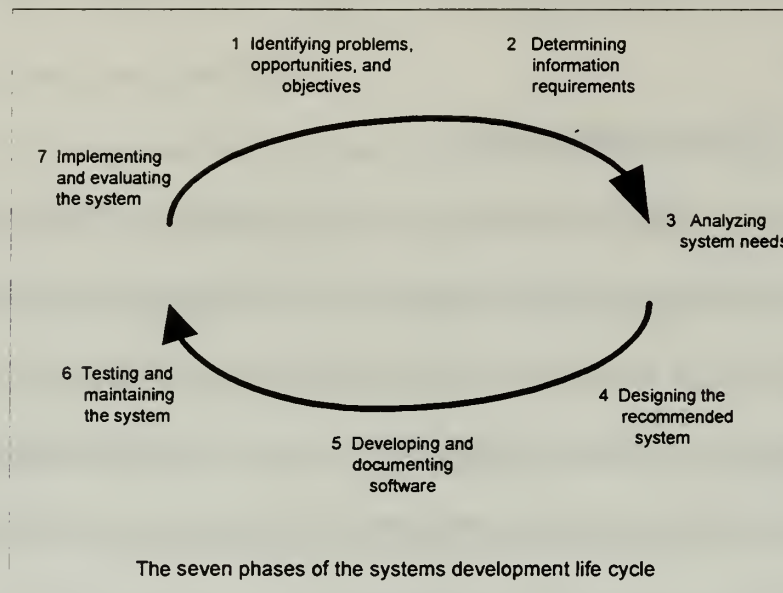 1 Identifying problems,
opportunities, and
objectives
2 Determining
information
requirements
3 Analyzing
system needs
4 Designing the
recommended
system
5 Developing and
documenting
software
6 Testing and
maintaining
the system
7 Implementing
and evaluating
the system
The seven phases of the systems development life cycle